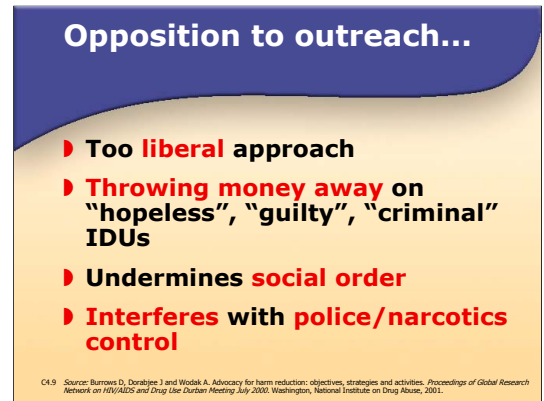 Opposition to outreach...
Too liberal approach
Throwing money away on
“hopeless”, “guilty”, “criminal”
IDUs
Undermines social order
Interferes with police/narcotics
control
C4.9 Source: Burrows D, Dorabjee J and Wodak A. Advocacy for harm reduction: objectives, strategies and activities. Proceedings of Global Research
Network on HIV/AIDS and Drug Use Durban Meeting July 2000. Washington, National Institute on Drug Abuse, 2001.